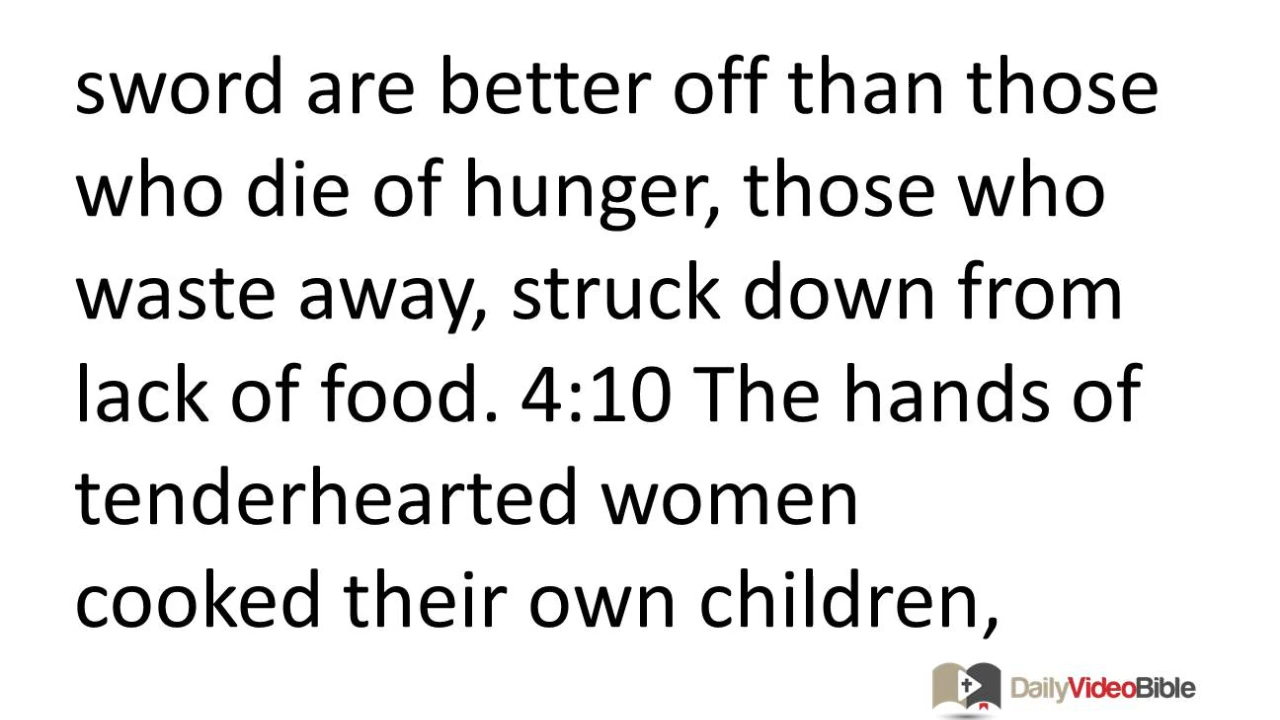 sword are better off than those
who die of hunger, those who
waste away, struck down from
lack of food. 4:10 The hands of
tenderhearted women
cooked their own children,
DailyVideoBible